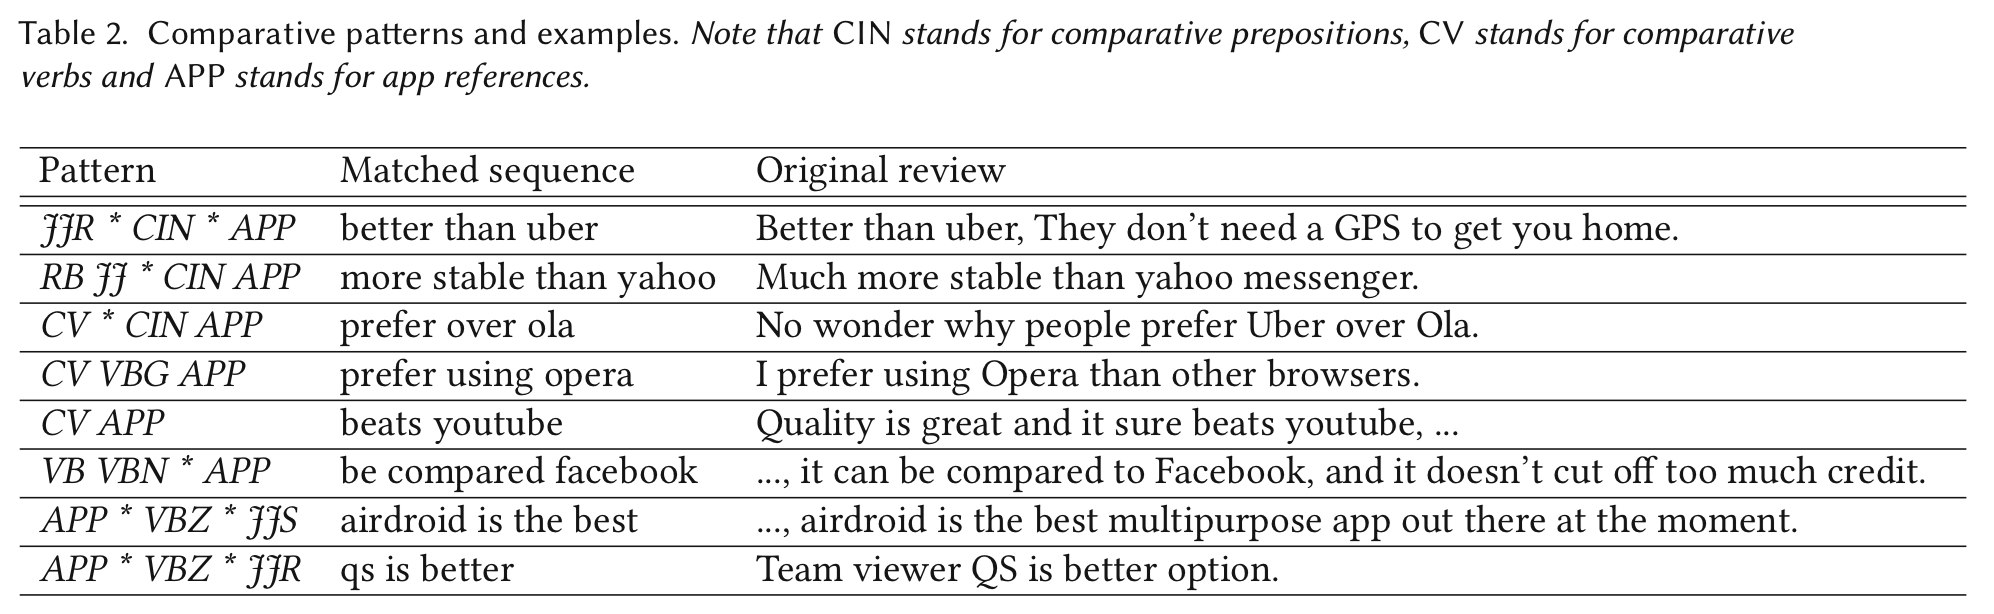 Table 2. Comparative patterns and examples. Note that CIN stands for comparative prepositions, CV stands for comparative
verbs and APP stands for app references.
Pattern Matched sequence Original review
JJR * CIN * APP better than uber Better than uber, They don't need a GPS to get you home.
RB JJ * CIN APP more stable than yahoo Much more stable than yahoo messenger.
CV * CIN APP prefer over ola No wonder why people prefer Uber over Ola.
CV VBG APP prefer using opera I prefer using Opera than other browsers.
CV APP beats youtube Quality is great and it sure beats youtube, ...
VB VBN * APP be compared facebook ..., it can be compared to Facebook, and it doesn't cut off too much credit.
APP * VBZ * JJS airdroid is the best ..., airdroid is the best multipurpose app out there at the moment.
APP * VBZ * JJR qs is better Team viewer QS is better option.